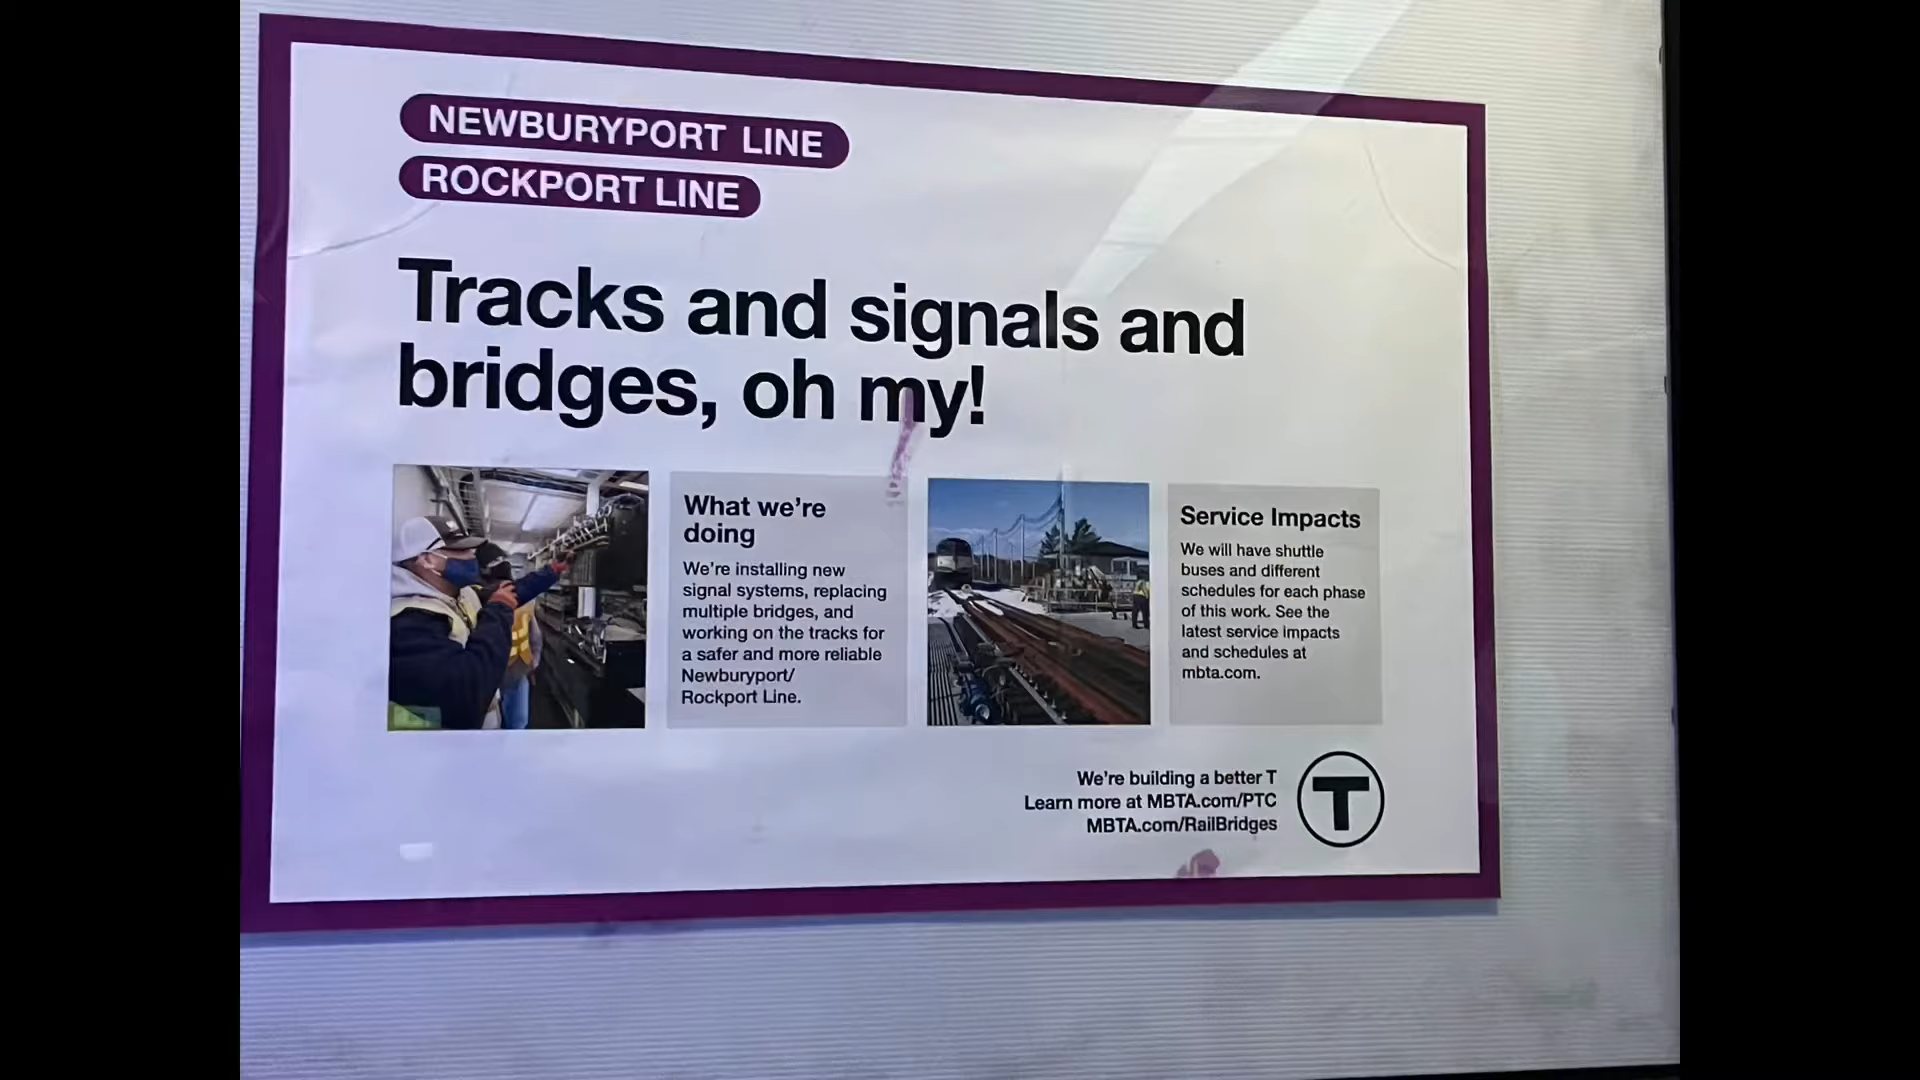 NEWBURYPORT LINE
ROCKPORT LINE
Tracks and signals and
bridges, oh my!
What we're
doing
We're installing new
signal systems, replacing
multiple bridges, and
working on the tracks for
a safer and more reliable
Newburyport/
Rockport Line.
Service Impacts
We will have shuttle
buses and different
schedules for each phase
of this work. See the
latest service impacts
and schedules at
mbta.com.
We're building a better T
Learn more at MBTA.com/PTC
MBTA.com/RailBridges
T